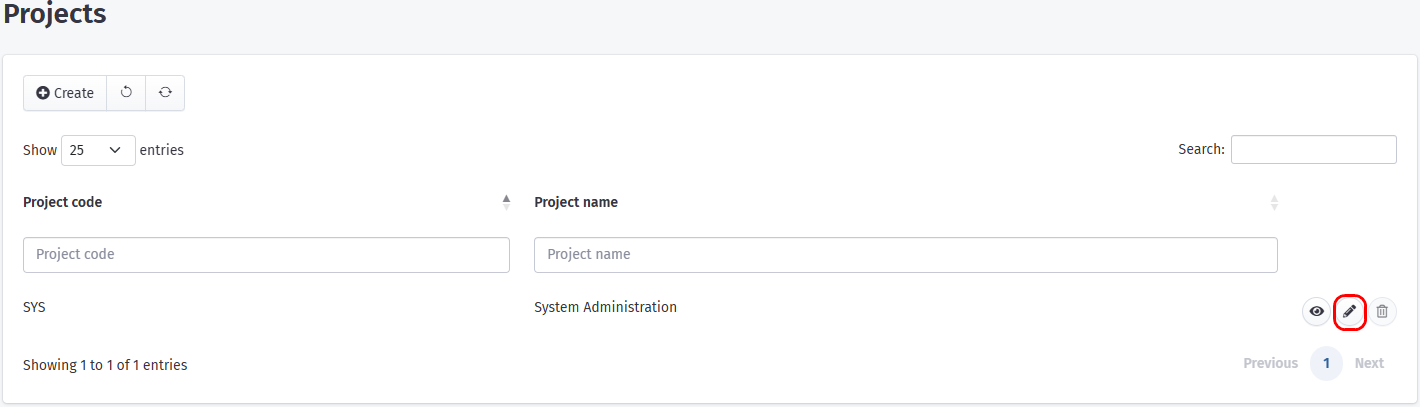 Projects
Create
Show 25 entries
Search:
Project code Project name
Project code Project name
SYS System Administration
Showing 1 to 1 of 1 entries
Previous 1 Next